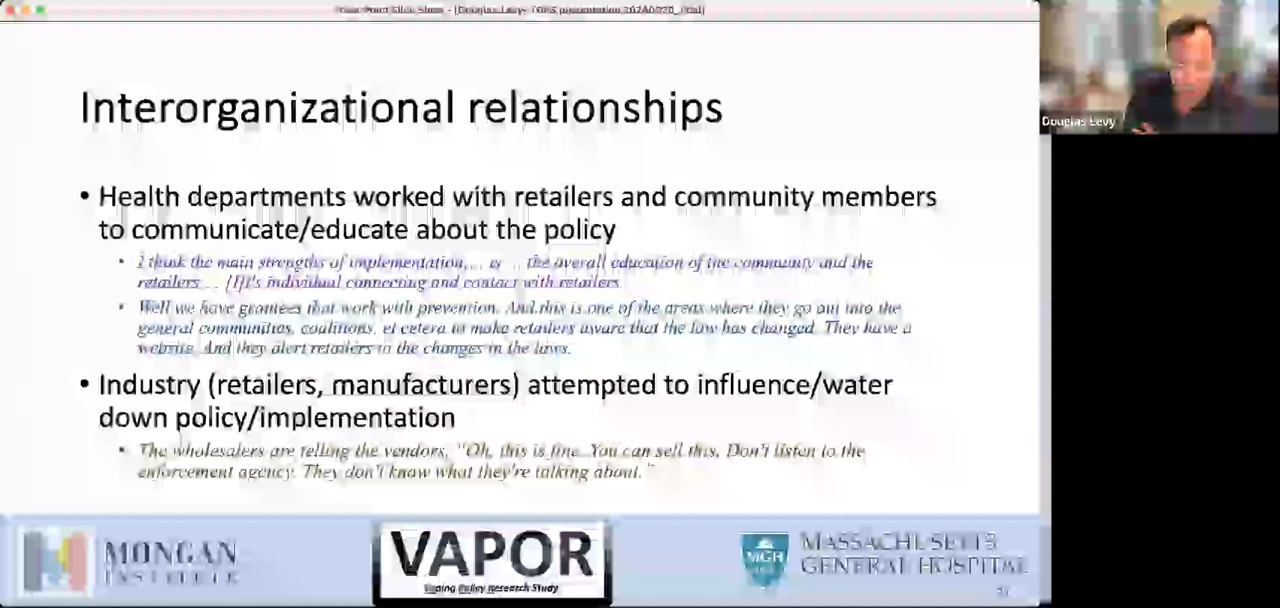 Power Point Slide Show - [Douglas Levy- TOPS presentation 20240920_final]
Douglas Levy
Interorganizational relationships
• Health departments worked with retailers and community members
to communicate/educate about the policy
• I think the main strengths of implementation,... is ... the overall education of the community and the
retailers... [I]t's individual connecting and contact with retailers
• Well we have grantees that work with prevention. And this is one of the areas where they go out into the
general communities, coalitions, et cetera to make retailers aware that the law has changed. They have a
website. And they alert retailers to the changes in the laws.
• Industry (retailers, manufacturers) attempted to influence/water
down policy/implementation
• The wholesalers are telling the vendors, "Oh, this is fine. You can sell this. Don't listen to the
enforcement agency. They don't know what they're talking about."
MONGAN
INSTITUTE
VAPOR
Vaping Policy Research Study
MGH
1811
MASSACHUSETTS
GENERAL HOSPITAL